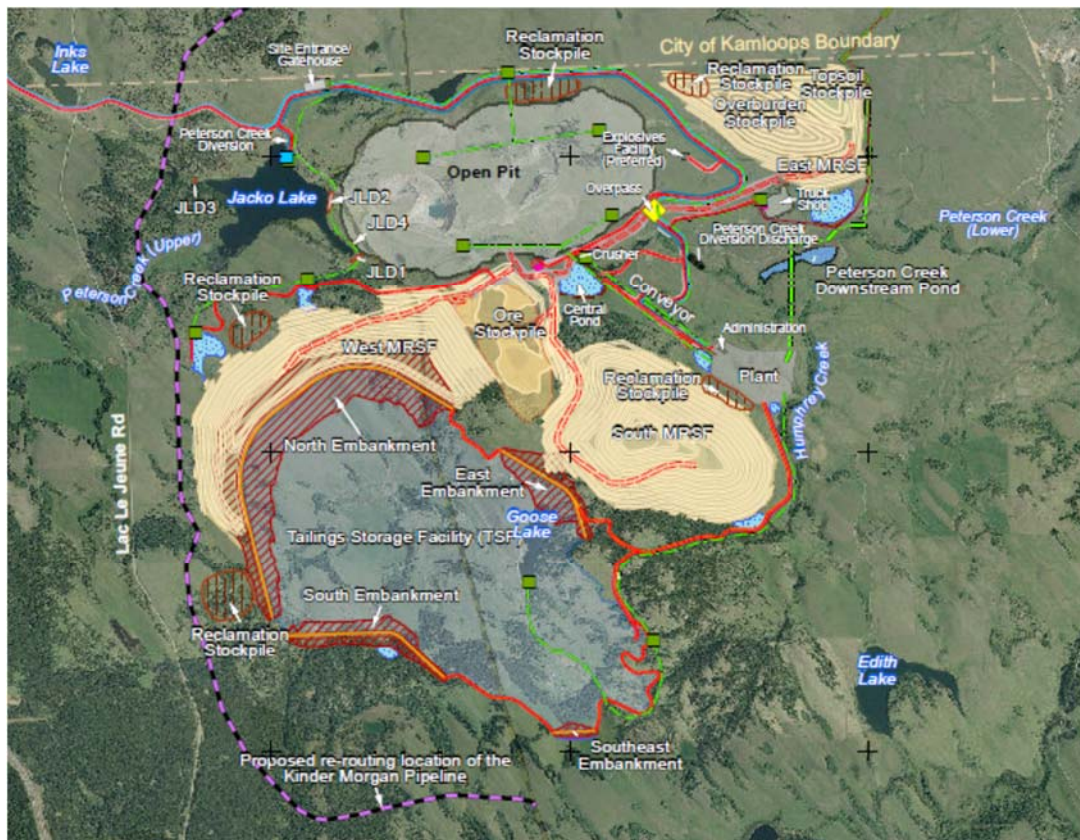 Inks
Lake
Site Entrance/
Gatehouse
Reclamation
Stockpile
City of Kamloops Boundary
Reclamation
Stockpile
Topsoil
Stockpile
Overburden
Stockpile
Peterson Creek
Diversion
Open Pit
Explosives
Facility
(Preferred)
East MRSF
Jacko Lake
JLD3
JLD2
Overpass
Truck
Shop
JLD4
Peterson Creek
Diversion Discharge
Peterson Creek
(Lower)
Peterson Creek (Upper)
JLD1
Crusher
Reclamation
Stockpile
Conveyor
Peterson Creek
Downstream Pond
Ore
Stockpile
Central
Pond
Administration
West MRSF
Plant
Reclamation
Stockpile
Humphrey Creek
South MRSF
North Embankment
East
Embankment
Lac Le Jeune Rd
Goose
Lake
Tailings Storage Facility (TSF)
South Embankment
Reclamation
Stockpile
Edith
Lake
Southeast
Embankment
Proposed re-routing location of the
Kinder Morgan Pipeline